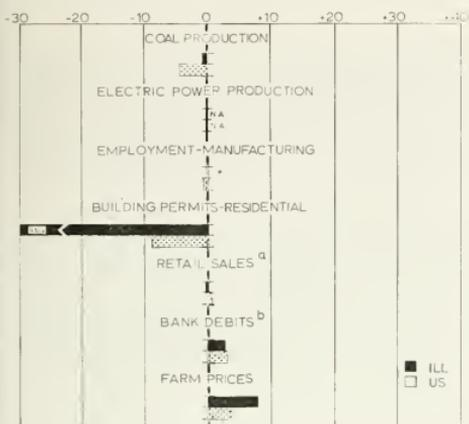 -30 -20 -10 0 +10 +20 +30 +40
COAL PRODUCTION
ELECTRIC POWER PRODUCTION
NA
NA
EMPLOYMENT-MANUFACTURING
*
BUILDING PERMITS-RESIDENTIAL
RETAIL SALES a
BANK DEBITS b
ILL
FARM PRICES
US